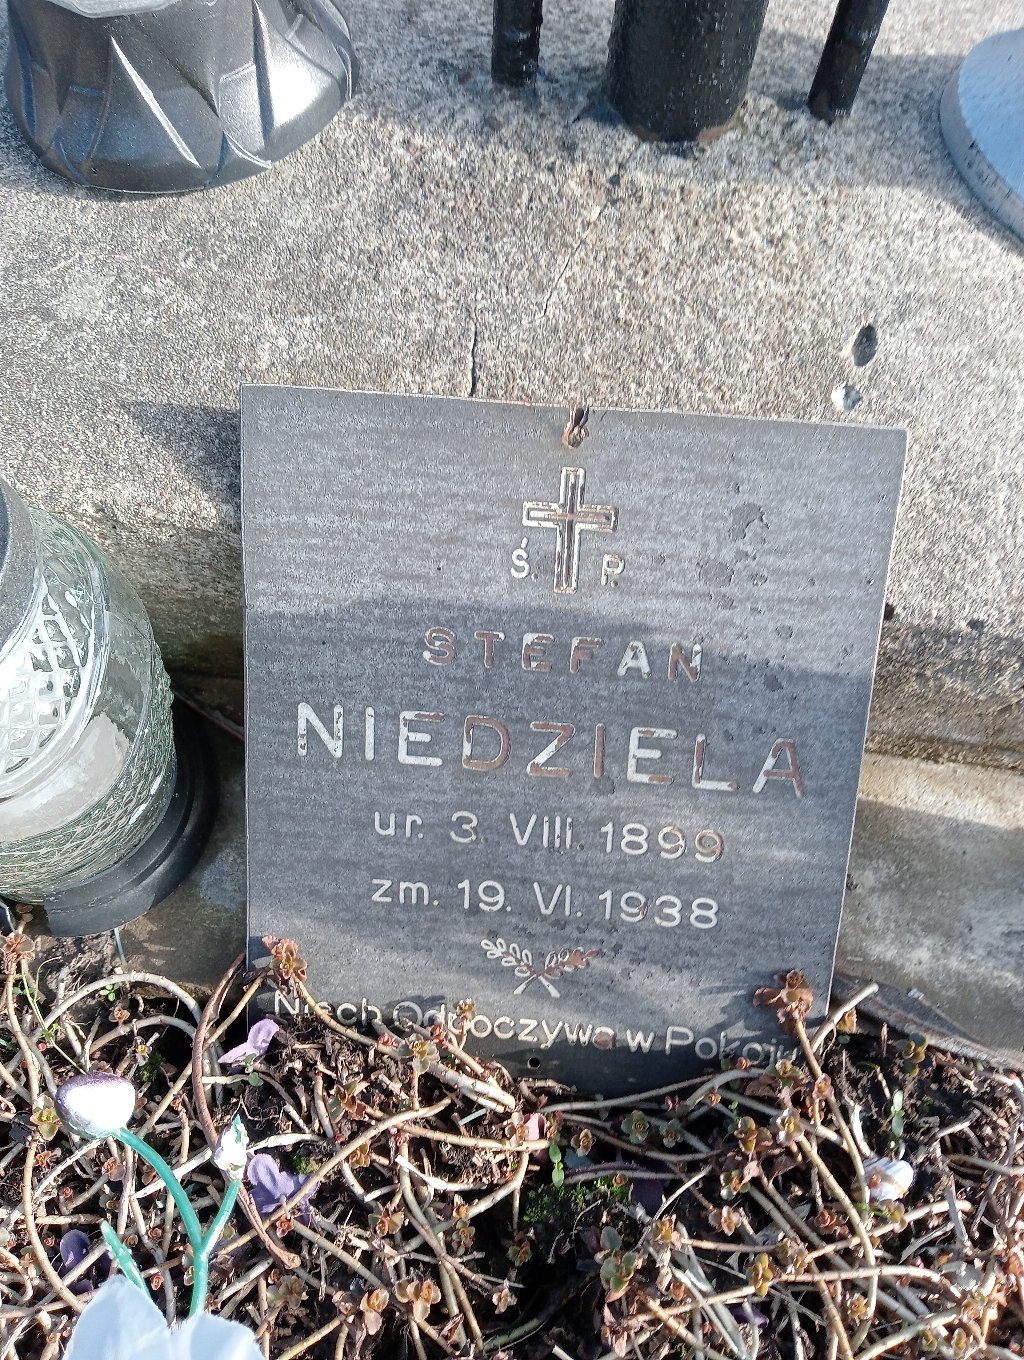 Ś. P.
STEFAN
NIEDZIELA
ur. 3. VIII. 1899
zm. 19. VI. 1938
Niech Odpoczywa w Pokoju